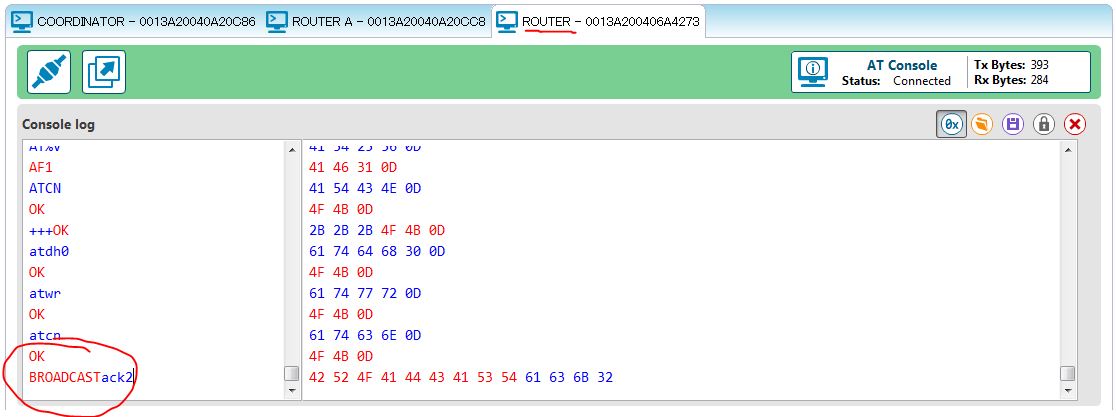 COORDINATOR - 0013A20040A20C86 ROUTER A - 0013A20040A20CC8 ROUTER - 0013A200406A4273
AT Console
Status: Connected
Tx Bytes: 393
Rx Bytes: 284
Console log
0x
AT%V 41 54 25 56 0D
AF1 41 46 31 0D
ATCN 41 54 43 4E 0D
OK 4F 4B 0D
+++OK 2B 2B 2B 4F 4B 0D
atdh0 61 74 64 68 30 0D
OK 4F 4B 0D
atwr 61 74 77 72 0D
OK 4F 4B 0D
atcn 61 74 63 6E 0D
OK 4F 4B 0D
BROADCASTack2 42 52 4F 41 44 43 41 53 54 61 63 6B 32